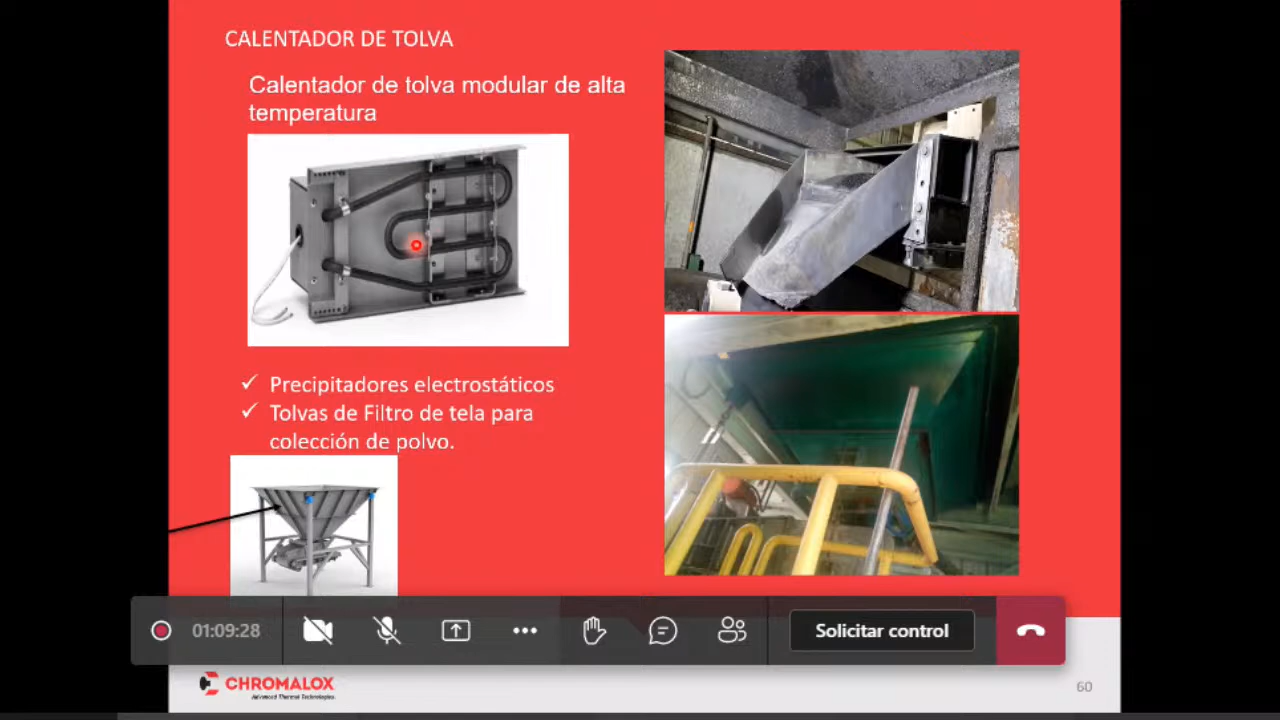 CALENTADOR DE TOLVA
Calentador de tolva modular de alta
temperatura
✓ Precipitadores electrostáticos
✓ Tolvas de Filtro de tela para
colección de polvo.
01:09:28
Solicitar control
CHROMALOX
Advanced Thermal Technologies
60